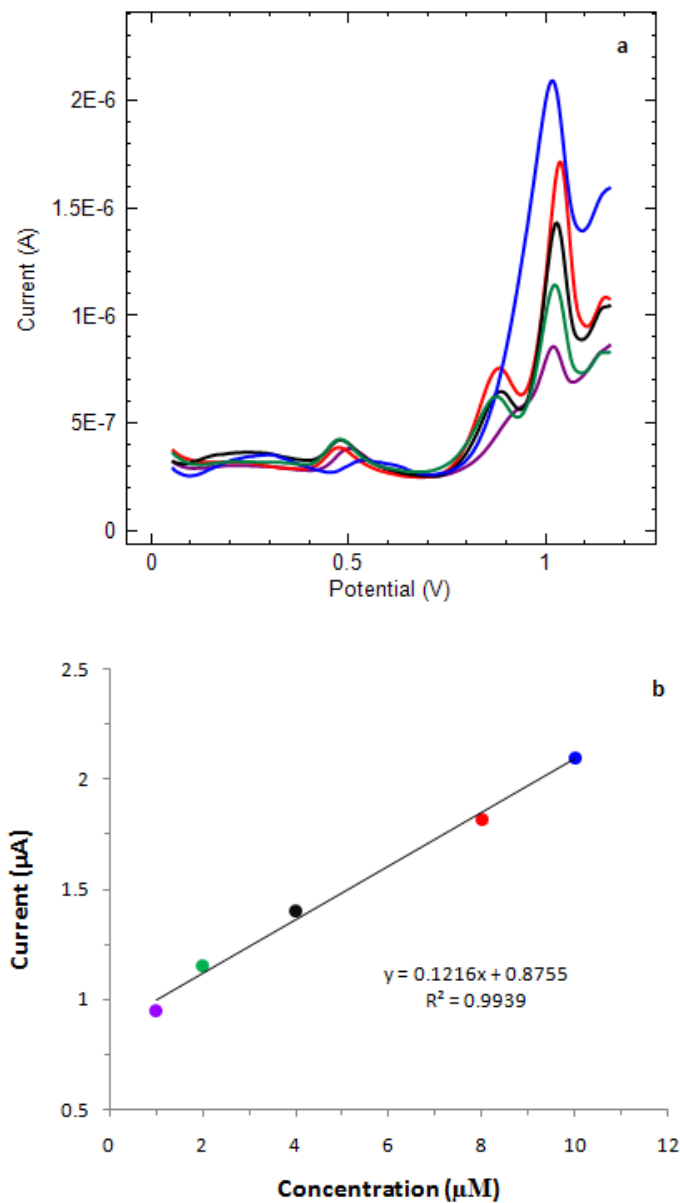 a
2E-6
1.5E-6
1E-6
5E-7
0
Current (A)
0 0.5 1
Potential (V)
b
2.5
2
1.5
1
0.5
Current (µA)
y = 0.1216x + 0.8755
R² = 0.9939
0 2 4 6 8 10 12
Concentration (µM)